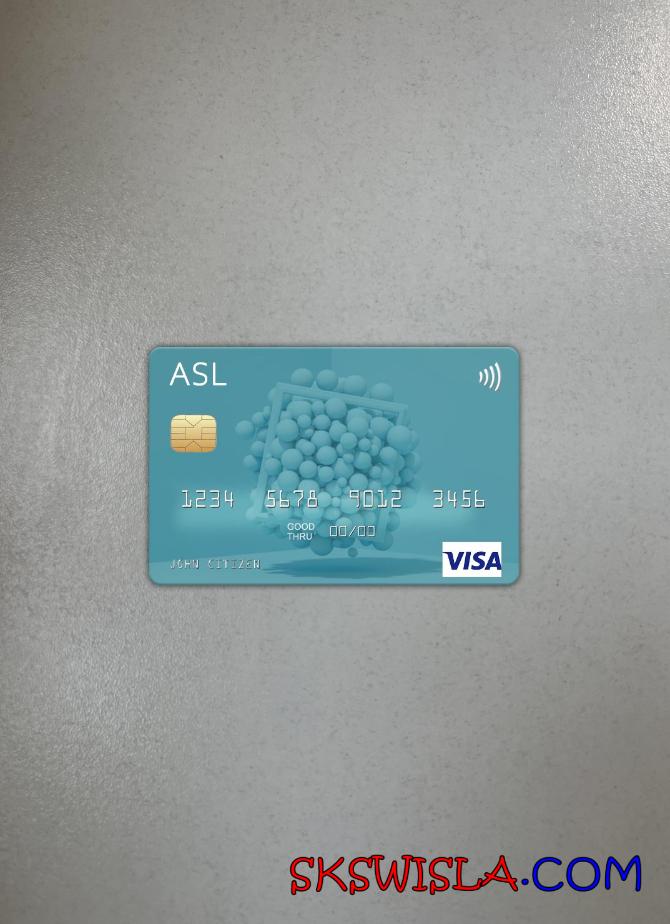 ASL
1234 5678 9012 3456
GOOD
THRU 00/00
JOHN CITIZEN
VISA
SKSWISLA.COM